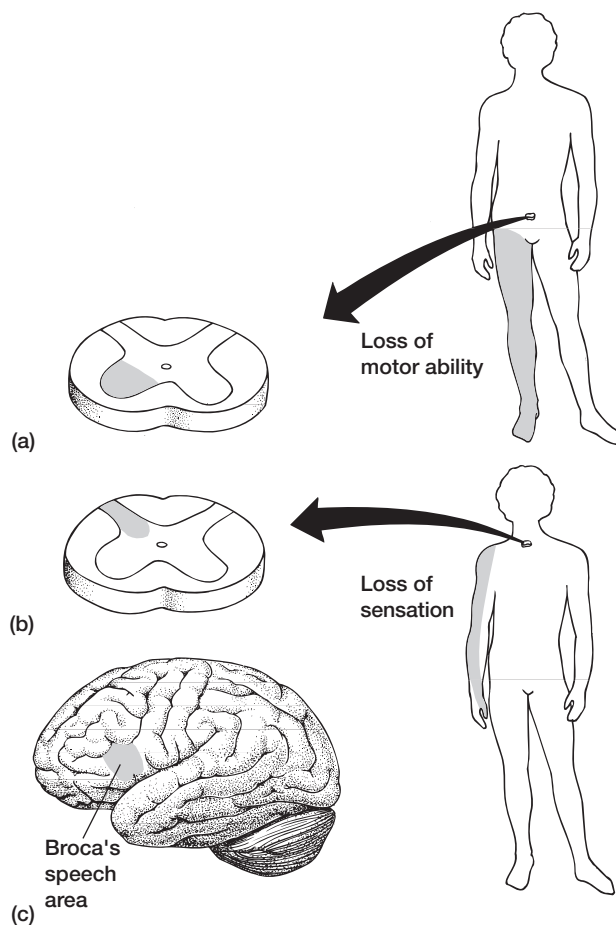 Loss of
motor ability
(a)
Loss of
sensation
(b)
Broca's
speech
area
(c)